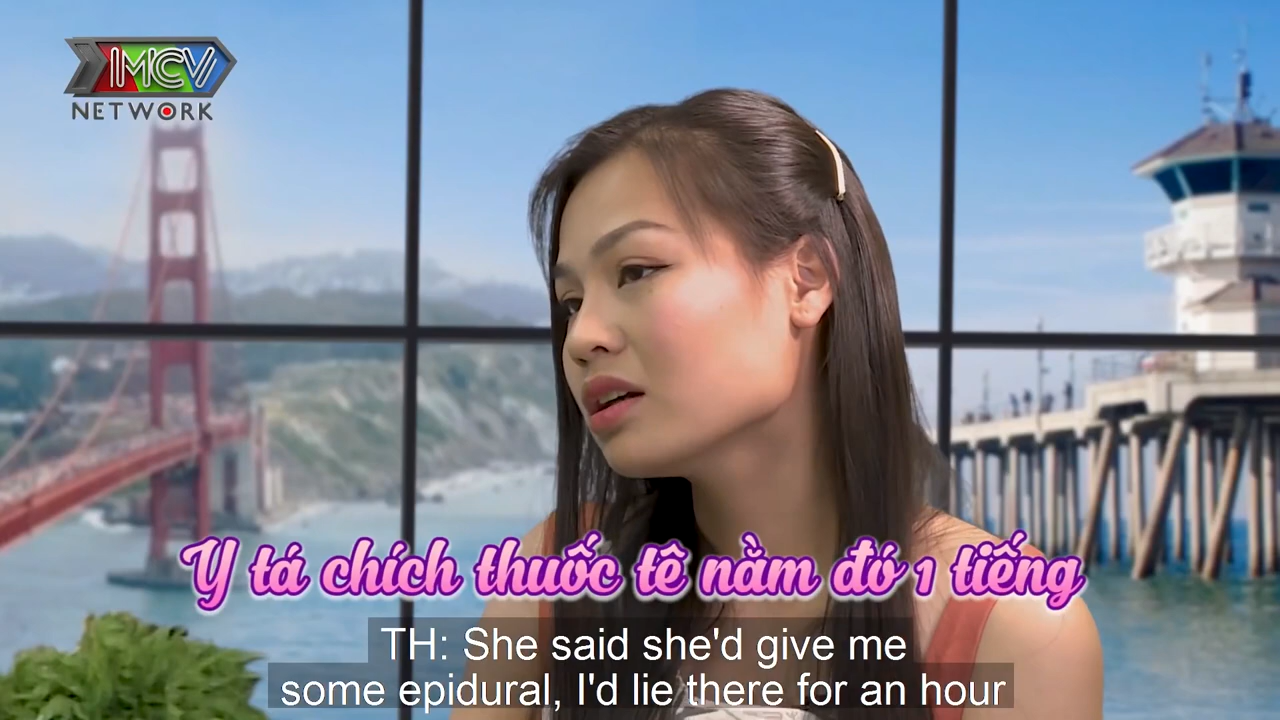 MCV
NETWORK
Y tá chích thuốc tê nằm đó 1 tiếng
TH: She said she'd give me
some epidural, I'd lie there for an hour